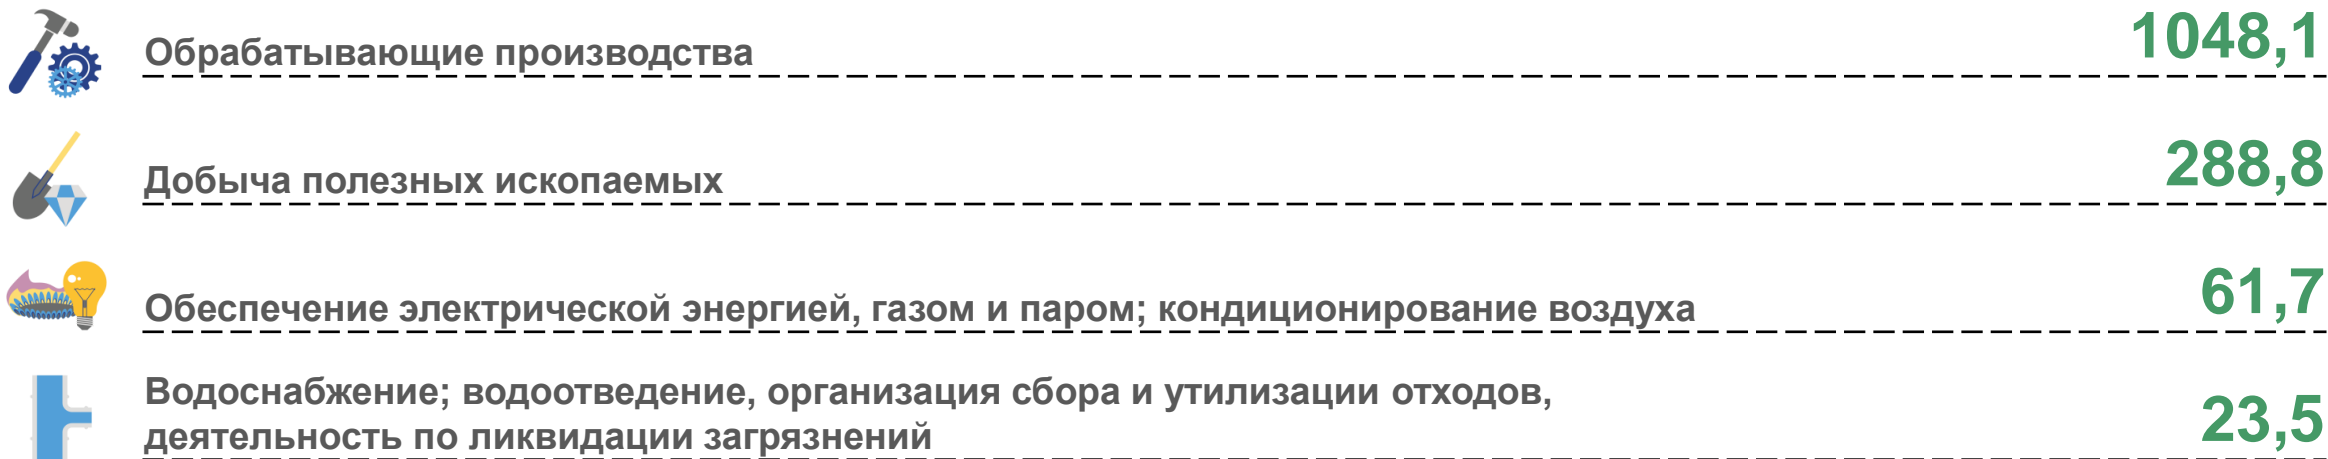 Обрабатывающие производства 1048,1
Добыча полезных ископаемых 288,8
Обеспечение электрической энергией, газом и паром; кондиционирование воздуха 61,7
Водоснабжение; водоотведение, организация сбора и утилизации отходов,
деятельность по ликвидации загрязнений 23,5